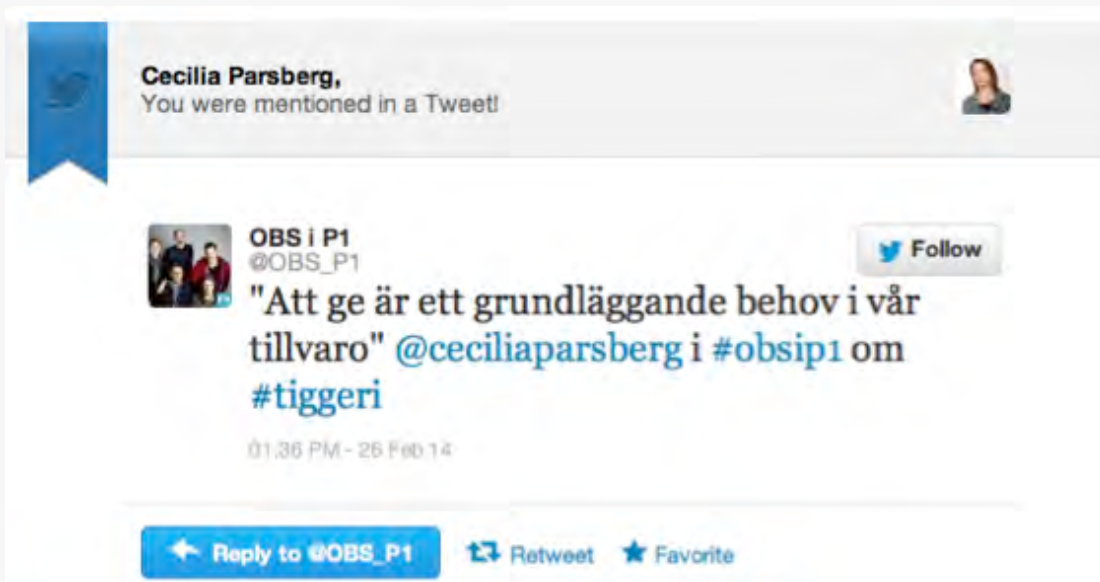 Cecilia Parsberg,
You were mentioned in a Tweet!
OBS i P1
@OBS_P1
Follow
"Att ge är ett grundläggande behov i vår
tillvaro" @ceciliaparsberg i #obsip1 om
#tiggeri
01:36 PM - 26 Feb 14
Reply to @OBS_P1 Retweet Favorite